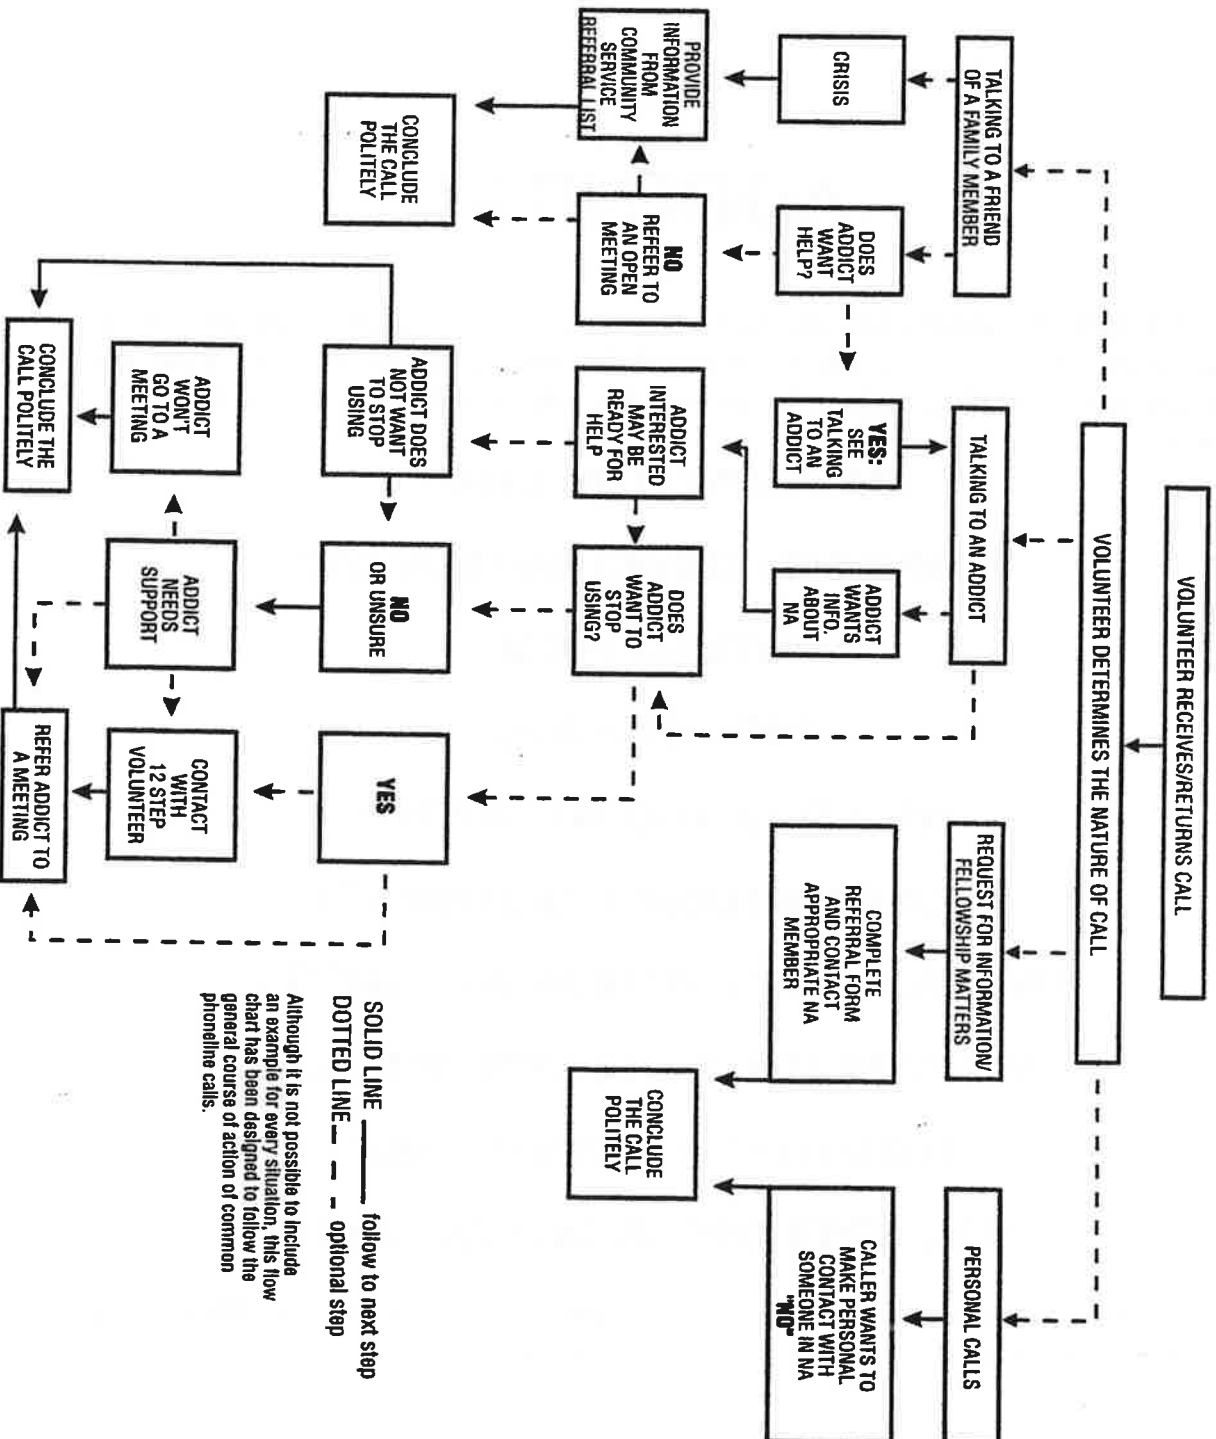 VOLUNTEER RECEIVES/RETURNS CALL
VOLUNTEER DETERMINES THE NATURE OF CALL
TALKING TO A FRIEND
OF A FAMILY MEMBER
TALKING TO AN ADDICT
REQUEST FOR INFORMATION/
FELLOWSHIP MATTERS
PERSONAL CALLS
CRISIS
DOES
ADDICT
WANT
HELP?
YES:
SEE
TALKING
TO AN
ADDICT
ADDICT
WANTS
INFO.
ABOUT
NA
COMPLETE
REFERRAL FORM
AND CONTACT
APPROPRIATE NA
MEMBER
CALLER WANTS TO
MAKE PERSONAL
CONTACT WITH
SOMEONE IN NA
"NO"
PROVIDE
INFORMATION
FROM
COMMUNITY
SERVICE
REFERRAL LIST
NO
REFEER TO
AN OPEN
MEETING
ADDICT
INTERESTED
MAY BE
READY FOR
HELP
DOES
ADDICT
WANT TO
STOP
USING?
CONCLUDE
THE CALL
POLITELY
CONCLUDE
THE CALL
POLITELY
ADDICT DOES
NOT WANT
TO STOP
USING
NO
OR UNSURE
YES
ADDICT
WON'T
GO TO A
MEETING
ADDICT
NEEDS
SUPPORT
CONTACT
WITH
12 STEP
VOLUNTEER
CONCLUDE THE
CALL POLITELY
REFER ADDICT TO
A MEETING
SOLID LINE follow to next step
DOTTED LINE optional step
Although it is not possible to include
an example for every situation, this flow
chart has been designed to follow the
general course of action of common
phoneline calls.